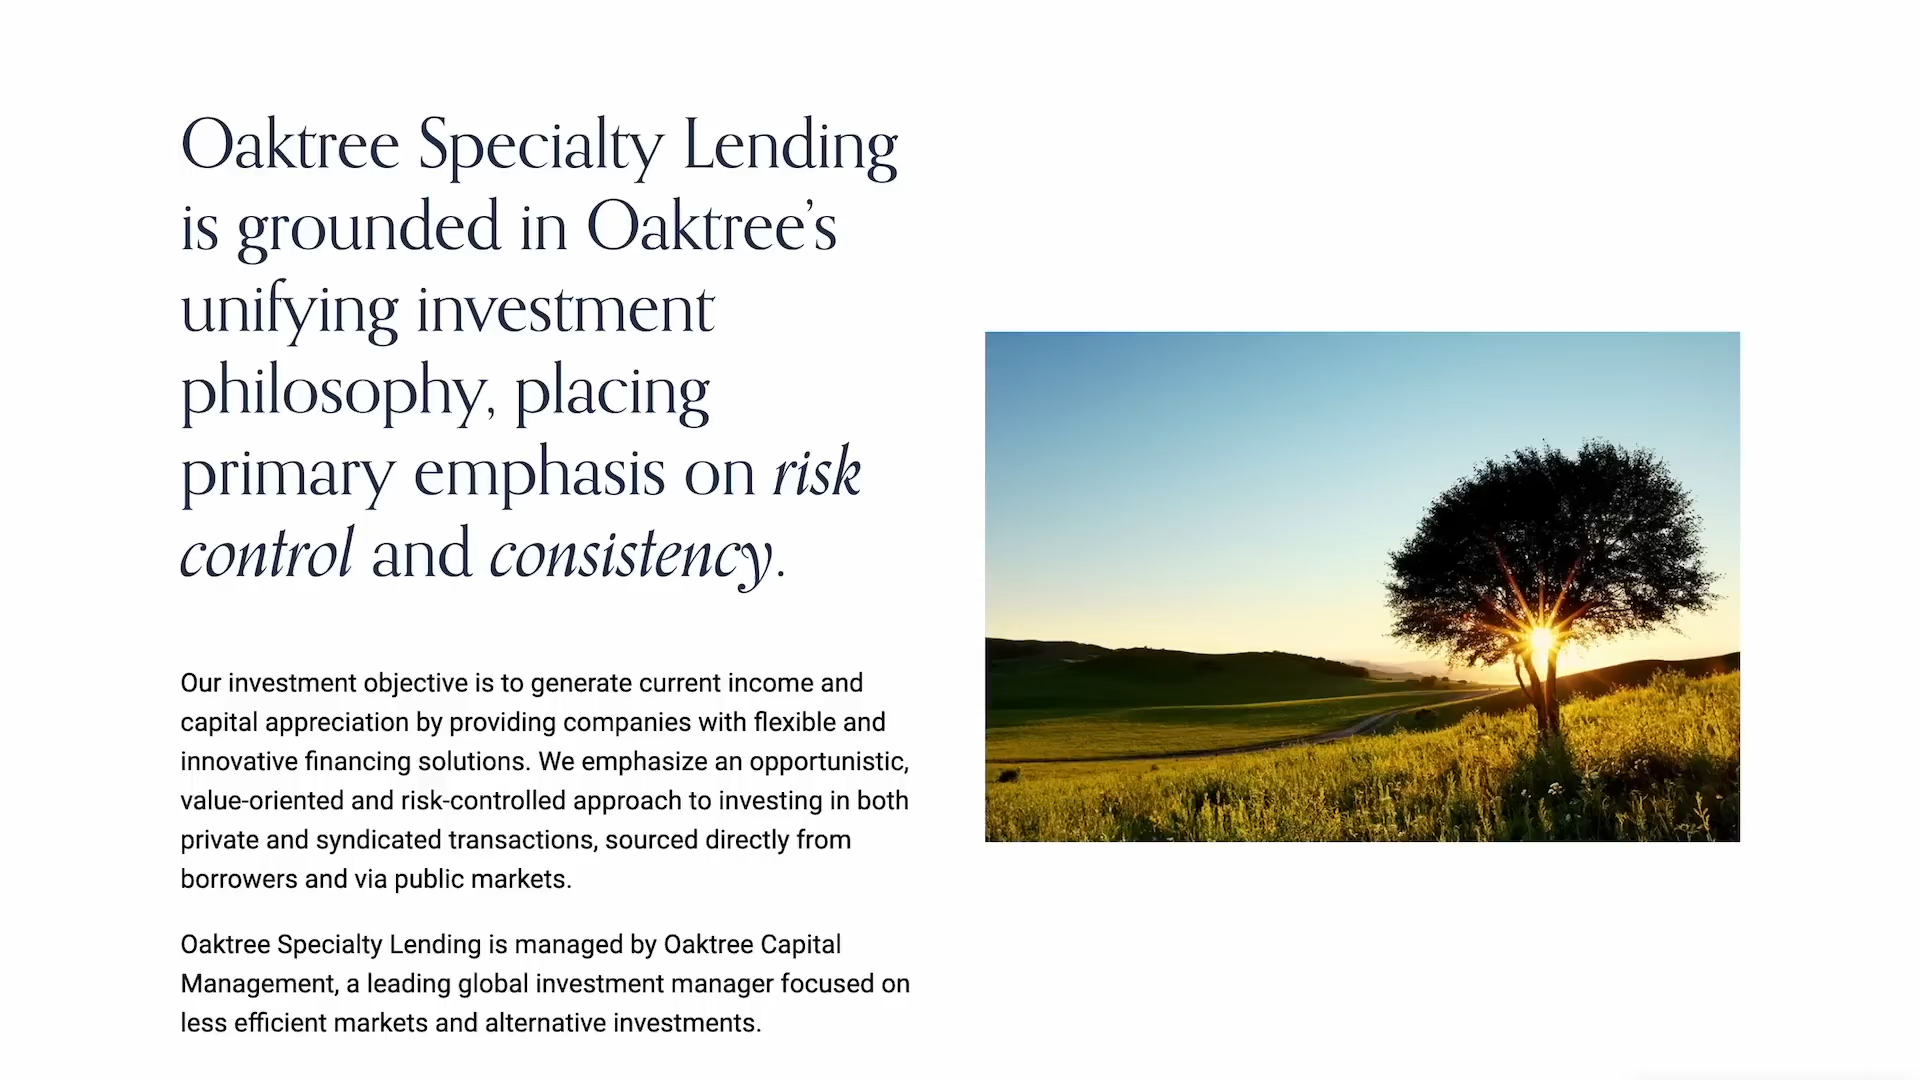 Oaktree Specialty Lending
is grounded in Oaktree’s
unifying investment
philosophy, placing
primary emphasis on risk
control and consistency.
Our investment objective is to generate current income and
capital appreciation by providing companies with flexible and
innovative financing solutions. We emphasize an opportunistic,
value-oriented and risk-controlled approach to investing in both
private and syndicated transactions, sourced directly from
borrowers and via public markets.
Oaktree Specialty Lending is managed by Oaktree Capital
Management, a leading global investment manager focused on
less efficient markets and alternative investments.